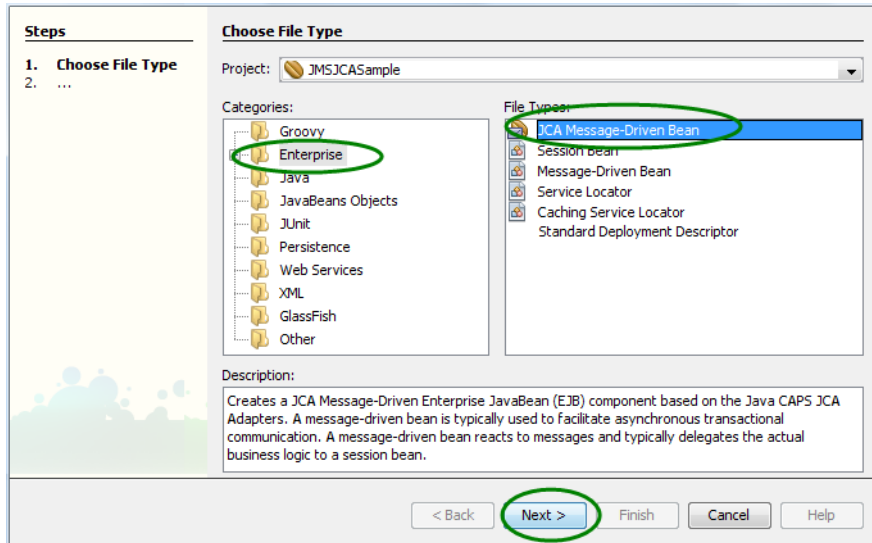 Steps
1. Choose File Type
2. ...
Choose File Type
Project: JMSJCASample
Categories:
Groovy
Enterprise
Java
JavaBeans Objects
JUnit
Persistence
Web Services
XML
GlassFish
Other
File Types:
JCA Message-Driven Bean
Session Bean
Message-Driven Bean
Service Locator
Caching Service Locator
Standard Deployment Descriptor
Description:
Creates a JCA Message-Driven Enterprise JavaBean (EJB) component based on the Java CAPS JCA
Adapters. A message-driven bean is typically used to facilitate asynchronous transactional
communication. A message-driven bean reacts to messages and typically delegates the actual
business logic to a session bean.
< Back Next > Finish Cancel Help